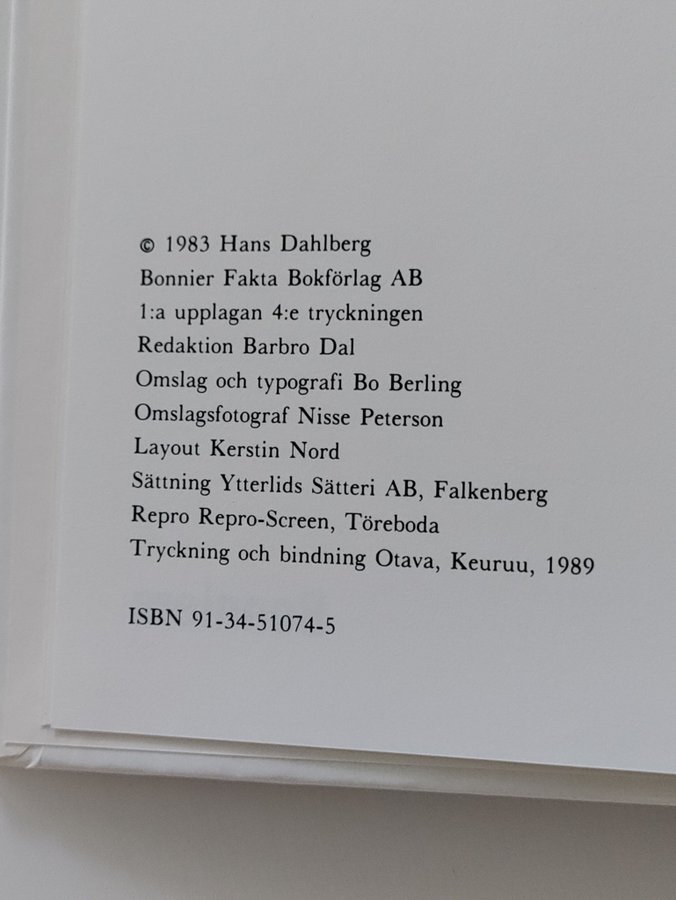 © 1983 Hans Dahlberg
Bonnier Fakta Bokförlag AB
1:a upplagan 4:e tryckningen
Redaktion Barbro Dal
Omslag och typografi Bo Berling
Omslagsfotograf Nisse Peterson
Layout Kerstin Nord
Sättning Ytterlids Sätteri AB, Falkenberg
Repro Repro-Screen, Töreboda
Tryckning och bindning Otava, Keuruu, 1989
ISBN 91-34-51074-5